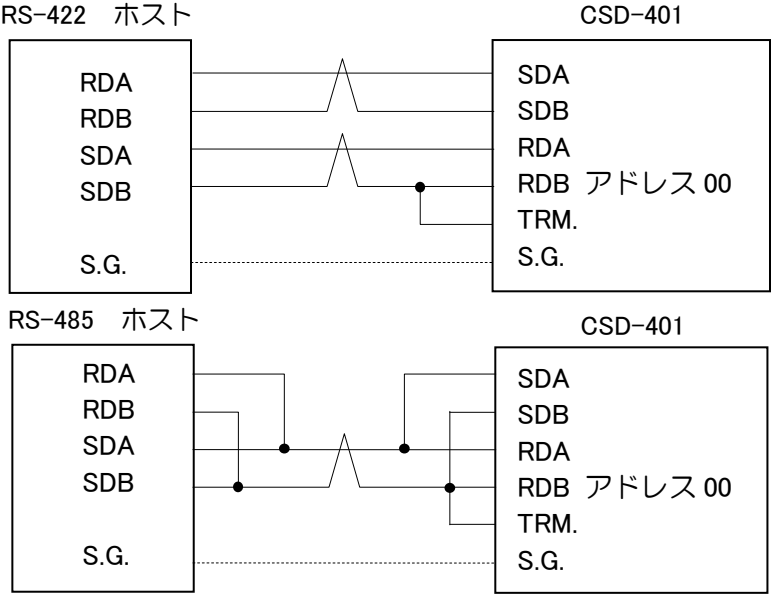 RS-422 ホスト
CSD-401
RDA
RDB
SDA
SDB
S.G.
SDA
SDB
RDA
RDB アドレス 00
TRM.
S.G.
RS-485 ホスト
CSD-401
RDA
RDB
SDA
SDB
S.G.
SDA
SDB
RDA
RDB アドレス 00
TRM.
S.G.